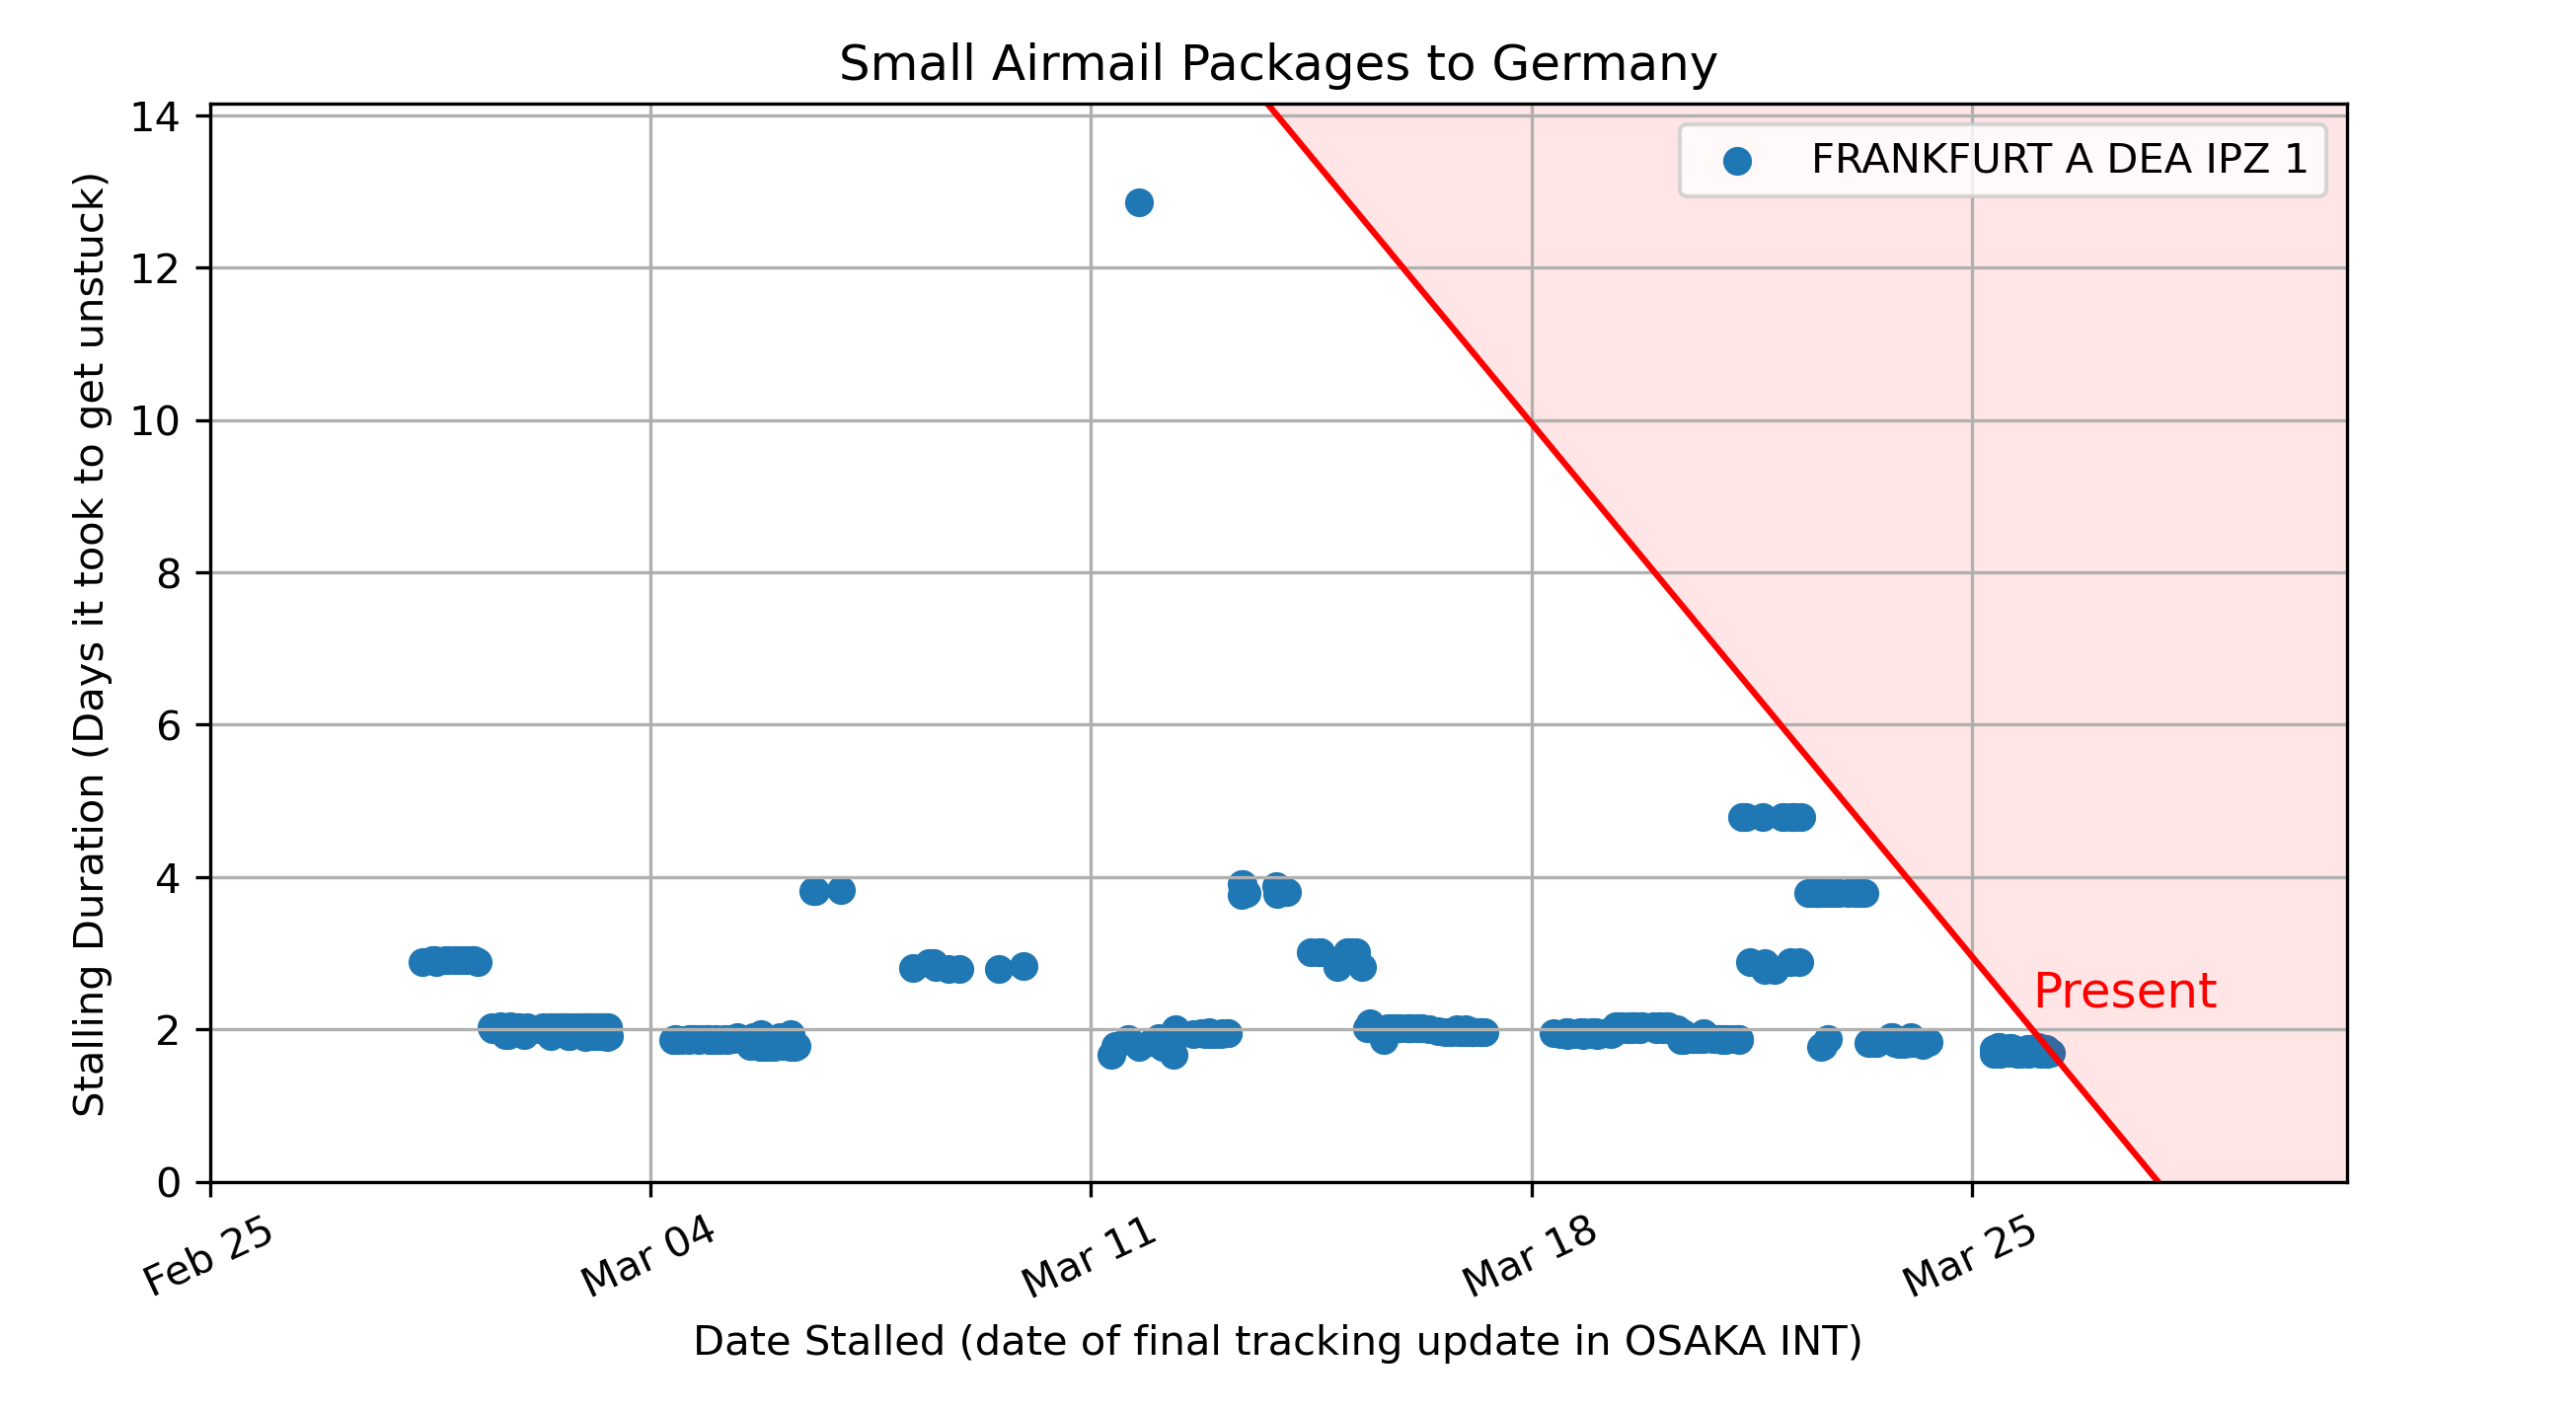 Small Airmail Packages to Germany
Stalling Duration (Days it took to get unstuck)
14
12
10
8
6
4
2
0
FRANKFURT A DEA IPZ 1
Present
Feb 25
Mar 04
Mar 11
Mar 18
Mar 25
Date Stalled (date of final tracking update in OSAKA INT)